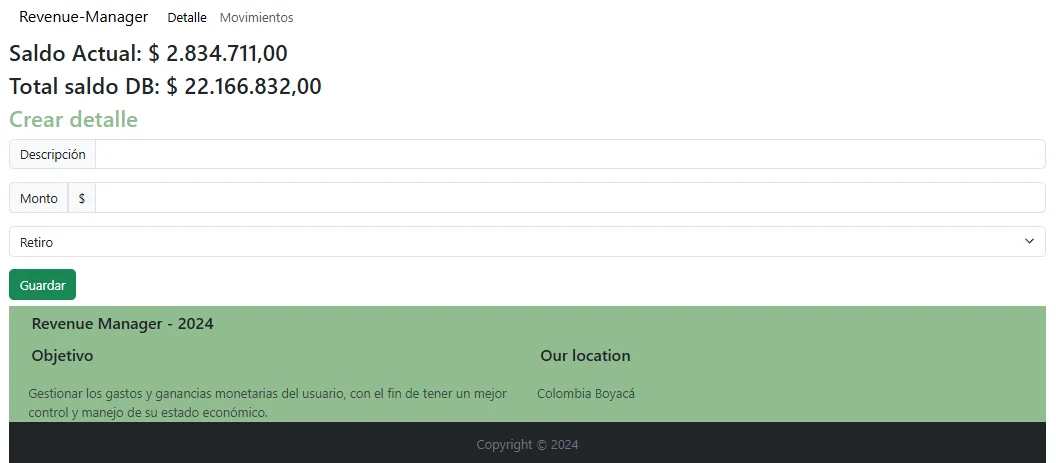 Revenue-Manager Detalle Movimientos
Saldo Actual: $ 2.834.711,00
Total saldo DB: $ 22.166.832,00
Crear detalle
Descripción
Monto $
Retiro
Guardar
Revenue Manager - 2024
Objetivo
Gestionar los gastos y ganancias monetarias del usuario, con el fin de tener un mejor
control y manejo de su estado económico.
Our location
Colombia Boyacá
Copyright © 2024